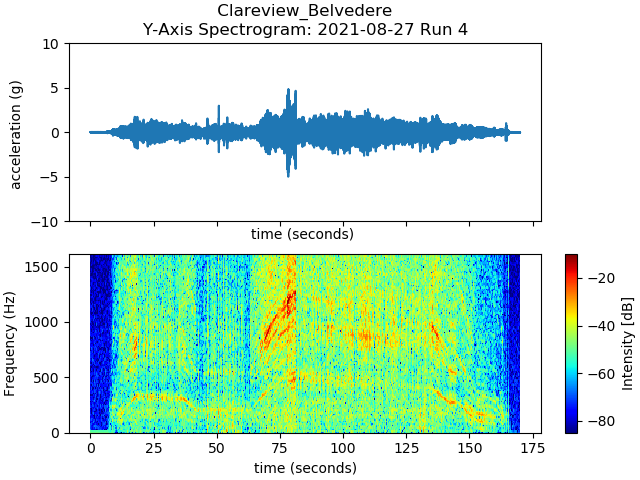 Clareview_Belvedere
Y-Axis Spectrogram: 2021-08-27 Run 4
10
5
0
−5
−10
acceleration (g)
time (seconds)
1500
1000
500
0
Frequency (Hz)
0 25 50 75 100 125 150 175
time (seconds)
−20
−40
−60
−80
Intensity [dB]